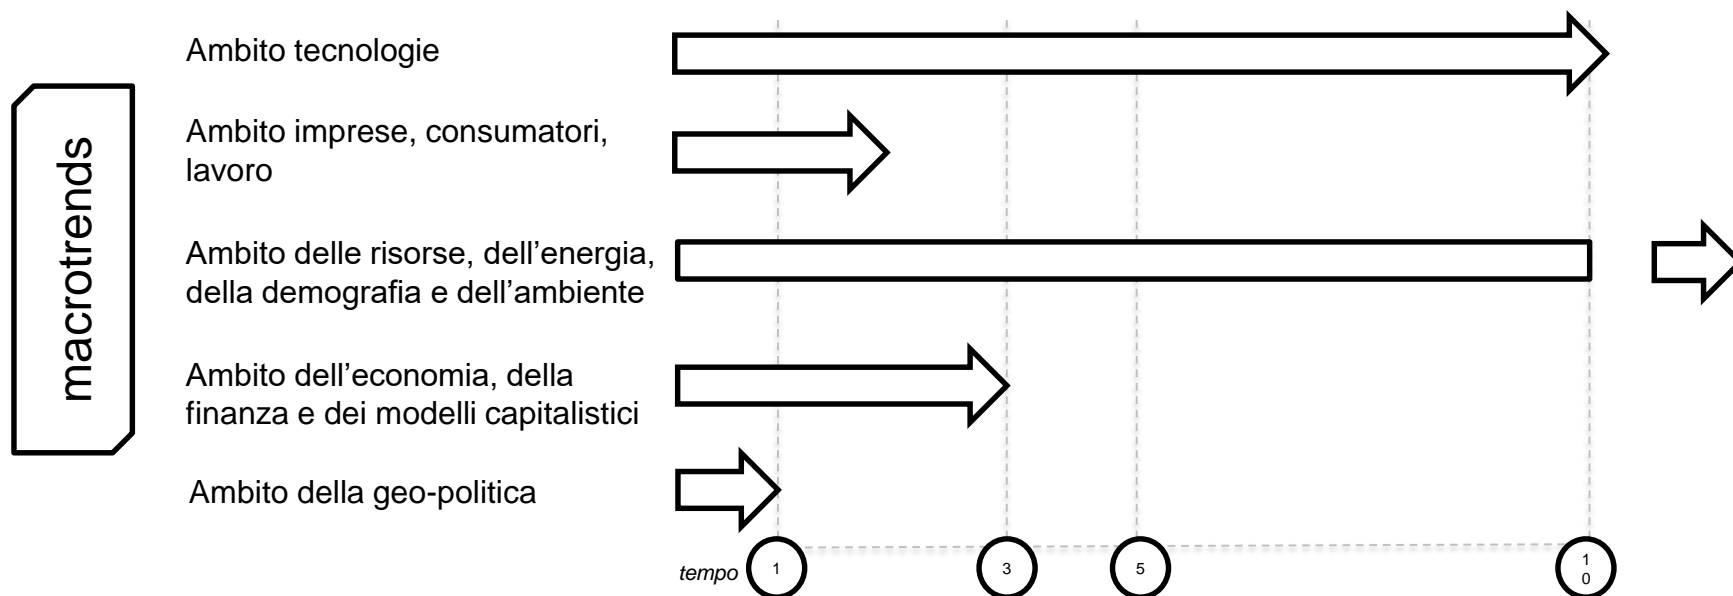 macrotrends
Ambito tecnologie
Ambito imprese, consumatori,
lavoro
Ambito delle risorse, dell’energia,
della demografia e dell’ambiente
Ambito dell’economia, della
finanza e dei modelli capitalistici
Ambito della geo-politica
tempo
1
3
5
1
0